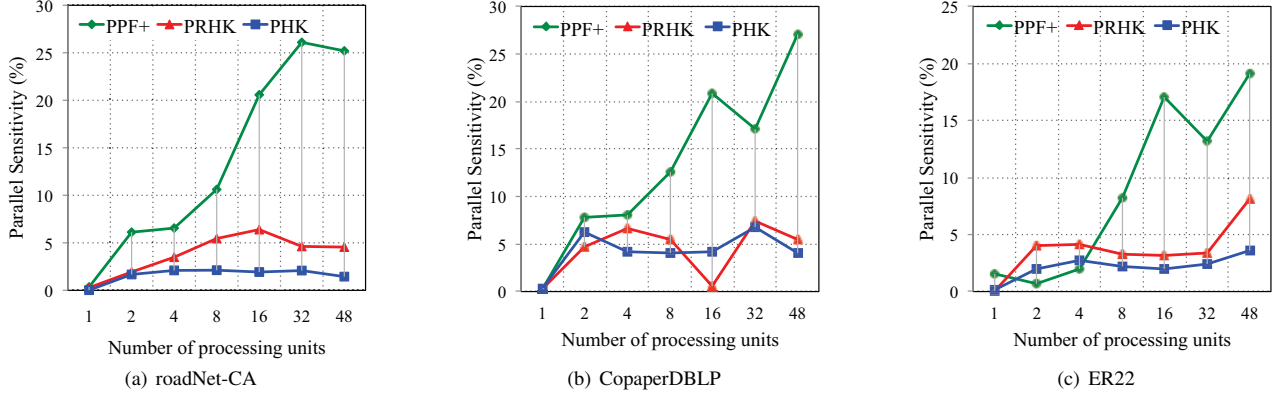 PPF+ PRHK PHK
Parallel Sensitivity (%)
30
25
20
15
10
5
0
1 2 4 8 16 32 48
Number of processing units
(a) roadNet-CA
PPF+ PRHK PHK
Parallel Sensitivity (%)
30
25
20
15
10
5
0
1 2 4 8 16 32 48
Number of processing units
(b) CopaperDBLP
PPF+ PRHK PHK
Parallel Sensitivity (%)
25
20
15
10
5
0
1 2 4 8 16 32 48
Number of processing units
(c) ER22